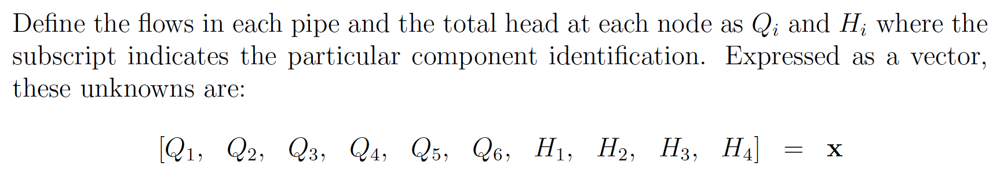 Define the flows in each pipe and the total head at each node as Q_i and H_i where the
subscript indicates the particular component identification. Expressed as a vector,
these unknowns are:
[Q_1, Q_2, Q_3, Q_4, Q_5, Q_6, H_1, H_2, H_3, H_4] = x